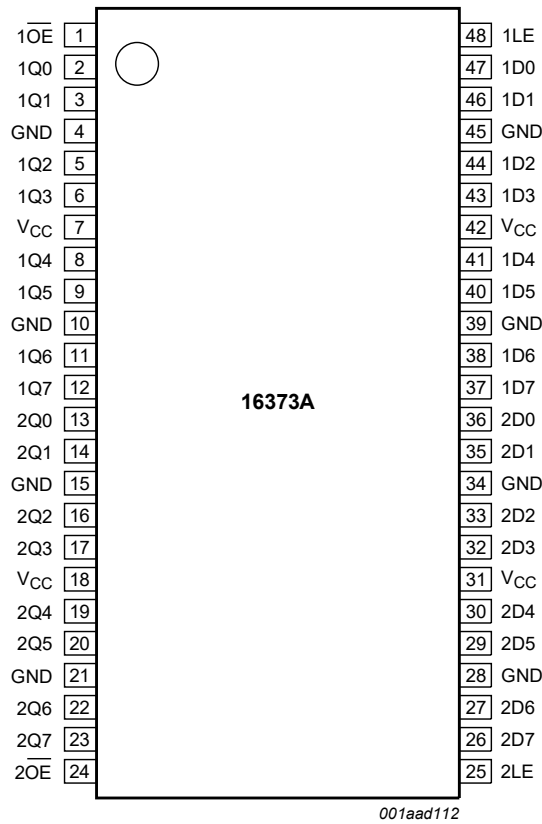 1O̅E̅ 1 48 1LE
1Q0 2 47 1D0
1Q1 3 46 1D1
GND 4 45 GND
1Q2 5 44 1D2
1Q3 6 43 1D3
VCC 7 42 VCC
1Q4 8 41 1D4
1Q5 9 40 1D5
GND 10 39 GND
1Q6 11 38 1D6
1Q7 12 37 1D7
16373A
2Q0 13 36 2D0
2Q1 14 35 2D1
GND 15 34 GND
2Q2 16 33 2D2
2Q3 17 32 2D3
VCC 18 31 VCC
2Q4 19 30 2D4
2Q5 20 29 2D5
GND 21 28 GND
2Q6 22 27 2D6
2Q7 23 26 2D7
2O̅E̅ 24 25 2LE
001aad112